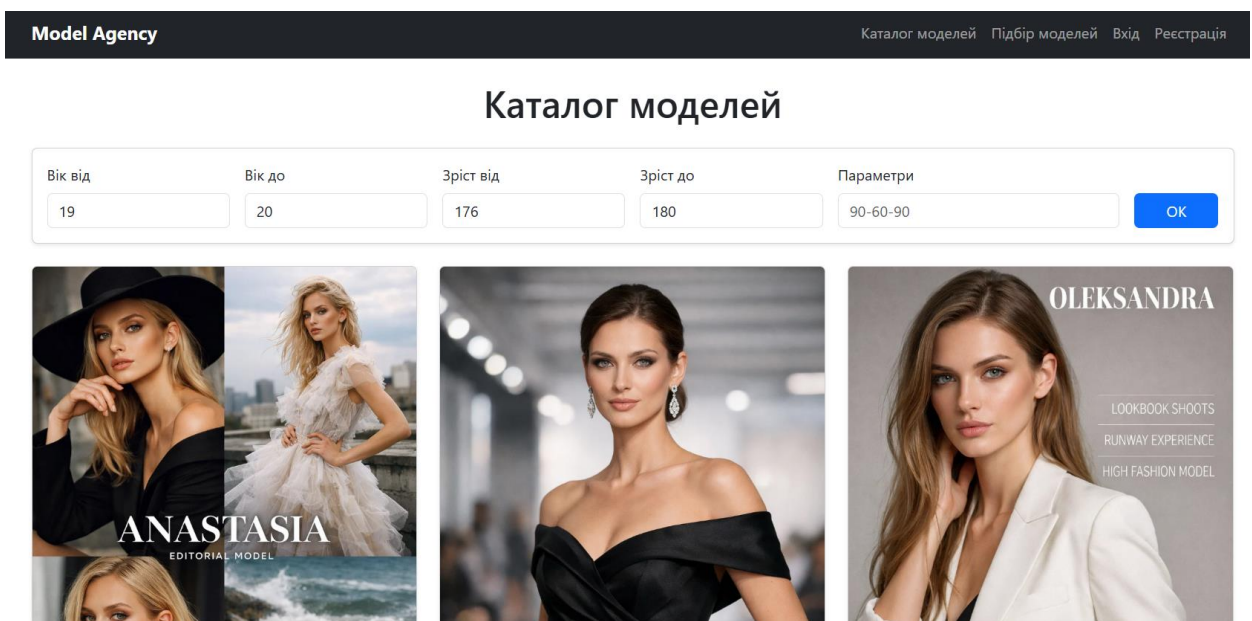 Model Agency
Каталог моделей Підбір моделей Вхід Реєстрація
Каталог моделей
Вік від Вік до Зріст від Зріст до Параметри
19 20 176 180 90-60-90 ОК
ANASTASIA
EDITORIAL MODEL
OLEKSANDRA
LOOKBOOK SHOOTS
RUNWAY EXPERIENCE
HIGH FASHION MODEL